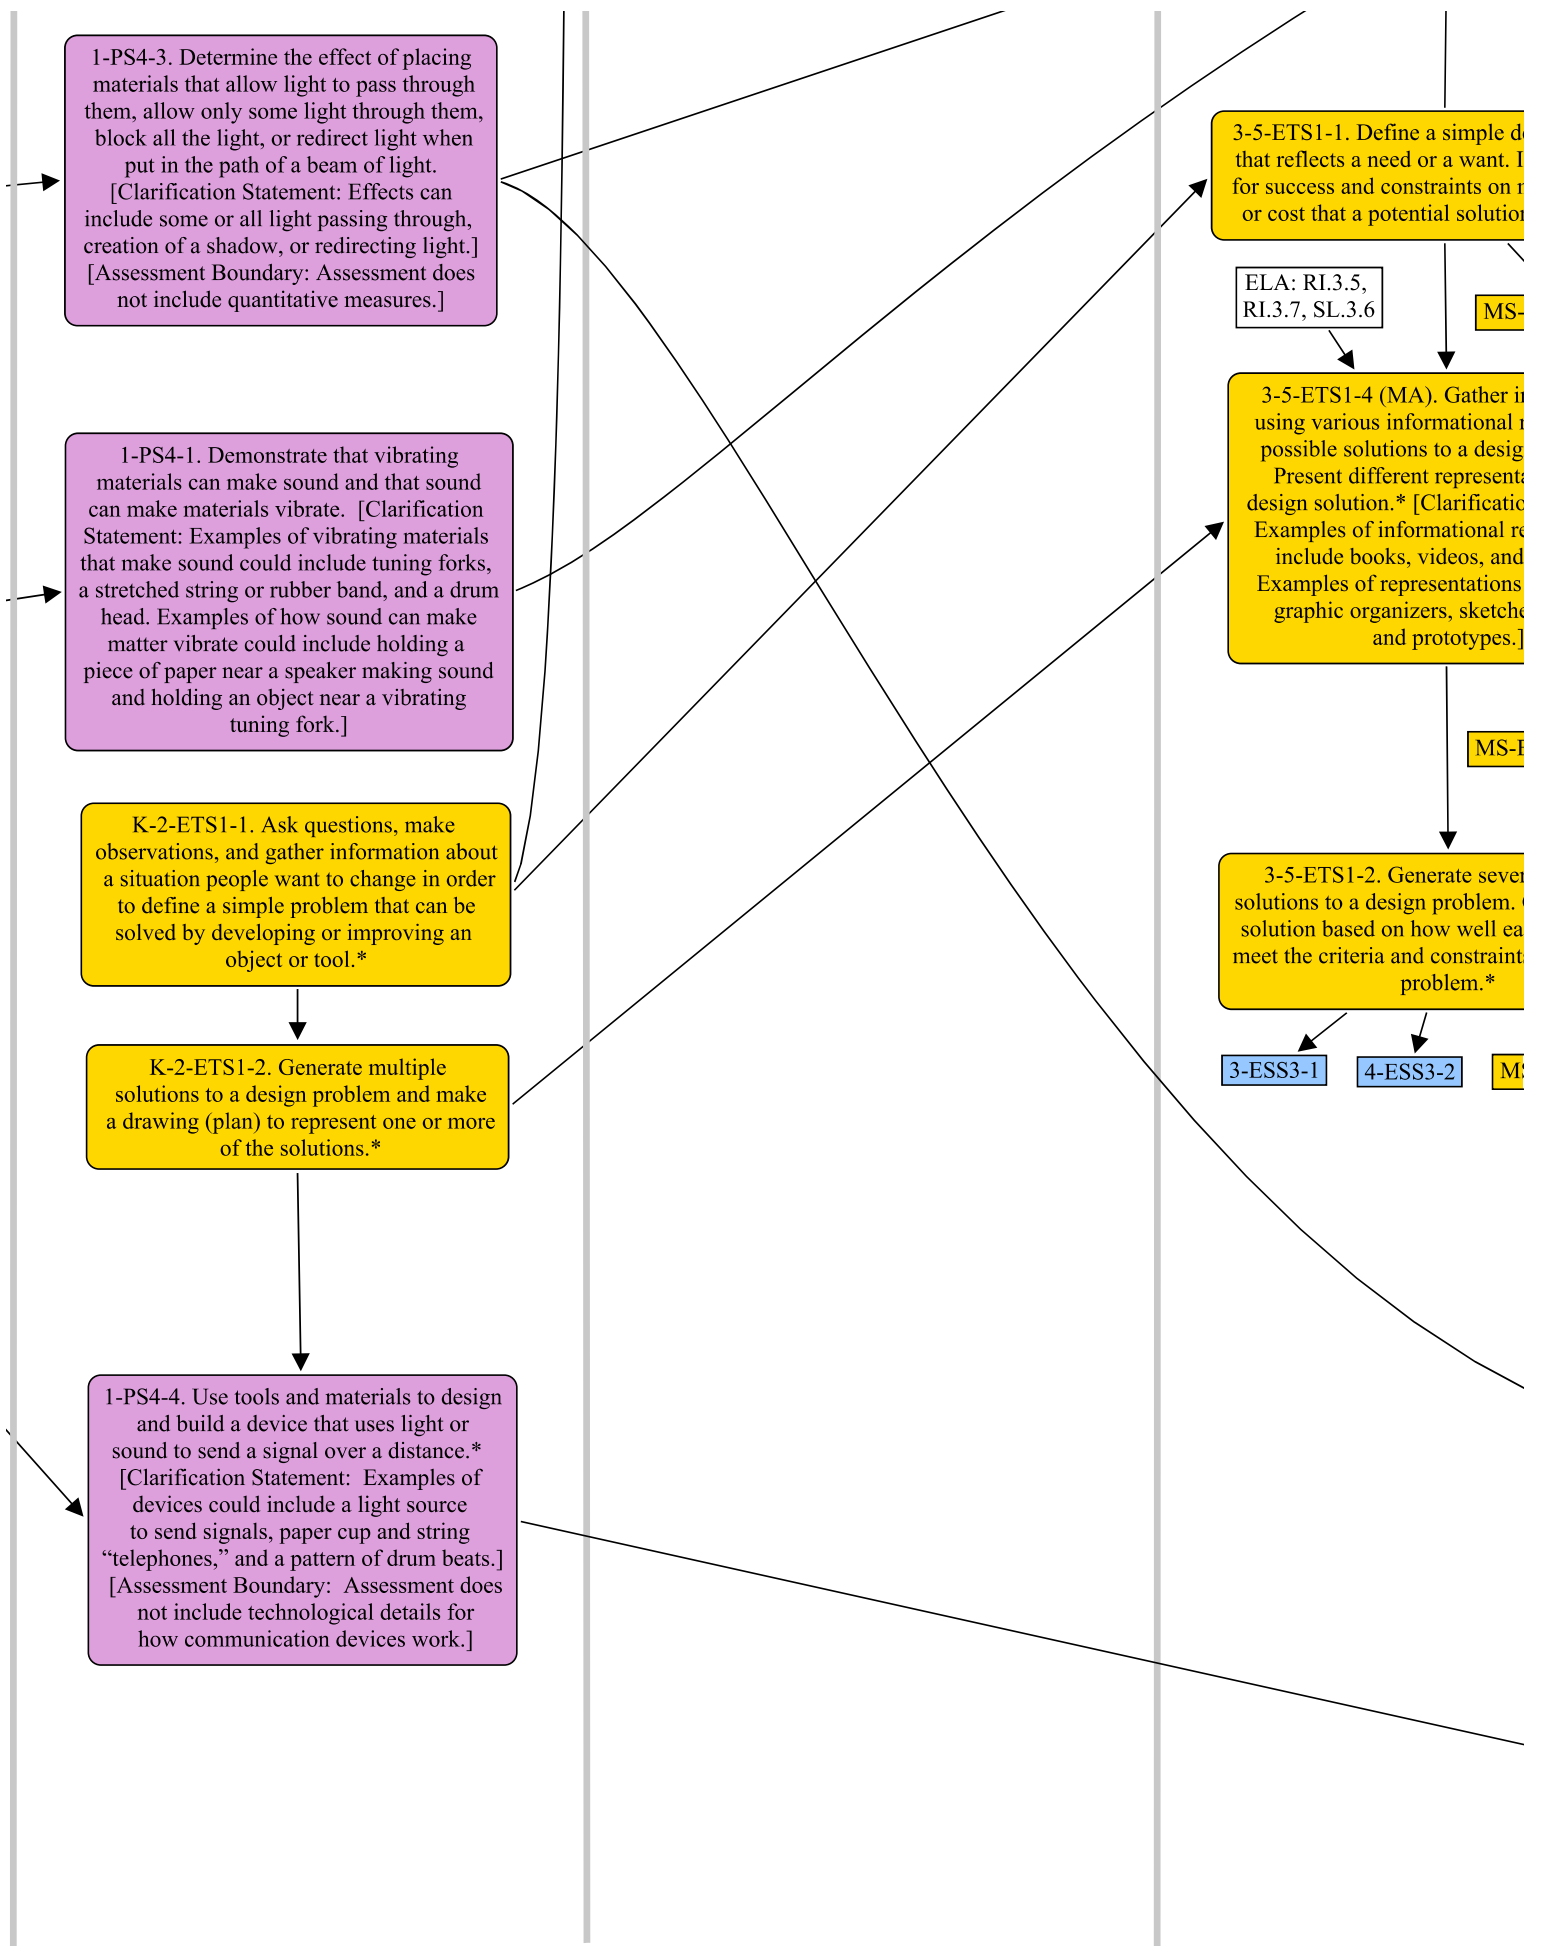 1-PS4-3. Determine the effect of placing
materials that allow light to pass through
them, allow only some light through them,
block all the light, or redirect light when
put in the path of a beam of light.
[Clarification Statement: Effects can
include some or all light passing through,
creation of a shadow, or redirecting light.]
[Assessment Boundary: Assessment does
not include quantitative measures.]
1-PS4-1. Demonstrate that vibrating
materials can make sound and that sound
can make materials vibrate. [Clarification
Statement: Examples of vibrating materials
that make sound could include tuning forks,
a stretched string or rubber band, and a drum
head. Examples of how sound can make
matter vibrate could include holding a
piece of paper near a speaker making sound
and holding an object near a vibrating
tuning fork.]
K-2-ETS1-1. Ask questions, make
observations, and gather information about
a situation people want to change in order
to define a simple problem that can be
solved by developing or improving an
object or tool.*
K-2-ETS1-2. Generate multiple
solutions to a design problem and make
a drawing (plan) to represent one or more
of the solutions.*
1-PS4-4. Use tools and materials to design
and build a device that uses light or
sound to send a signal over a distance.*
[Clarification Statement: Examples of
devices could include a light source
to send signals, paper cup and string
“telephones,” and a pattern of drum beats.]
[Assessment Boundary: Assessment does
not include technological details for
how communication devices work.]
3-5-ETS1-1. Define a simple
that reflects a need or a want.
for success and constraints on
or cost that a potential
ELA: RI.3.5,
RI.3.7, SL.3.6
MS-
3-5-ETS1-4 (MA). Gather
using various informational
possible solutions to a
Present different
design solution.*
Examples of informational
include books, videos, and
Examples of representations
graphic organizers,
and prototypes.]
MS-
3-5-ETS1-2. Generate
solutions to a design problem.
solution based on how well
meet the criteria and
problem.*
3-ESS3-1
4-ESS3-2